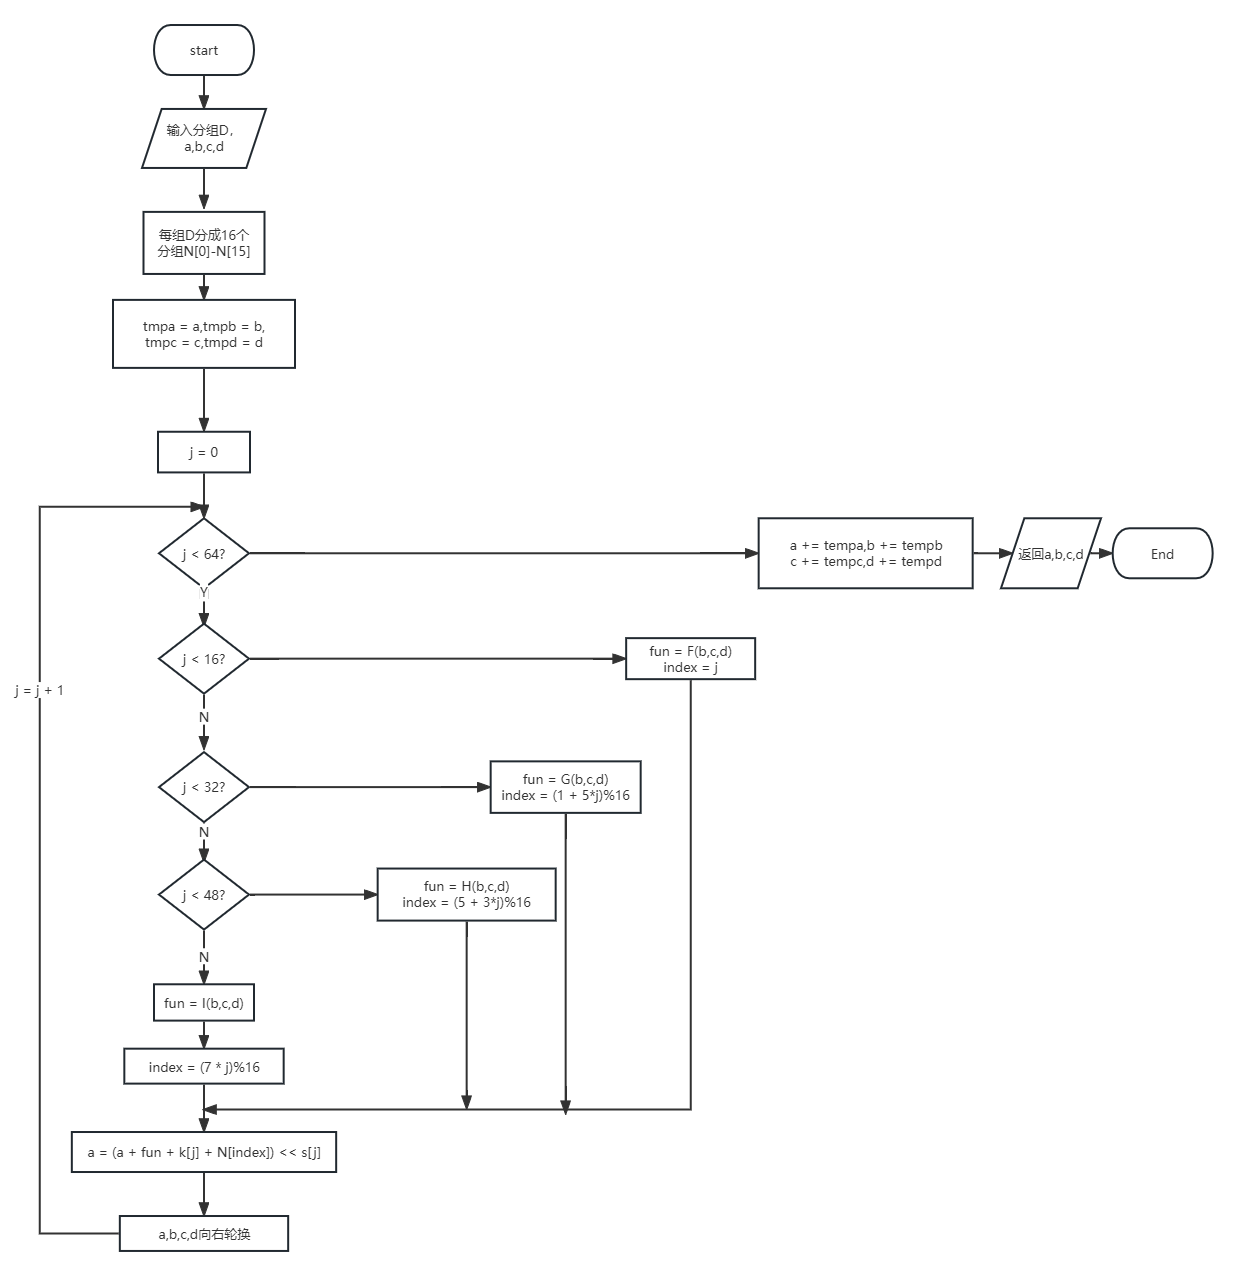 start
输入分组D，
a,b,c,d
每组D分成16个
分组N[0]-N[15]
tmpa = a,tmpb = b,
tmpc = c,tmpd = d
j = 0
j < 64?
a += tempa,b += tempb
c += tempc,d += tempd
返回a,b,c,d
End
Y
j < 16?
fun = F(b,c,d)
index = j
j = j + 1
N
j < 32?
fun = G(b,c,d)
index = (1 + 5*j)%16
N
j < 48?
fun = H(b,c,d)
index = (5 + 3*j)%16
N
fun = I(b,c,d)
index = (7 * j)%16
a = (a + fun + k[j] + N[index]) << s[j]
a,b,c,d向右轮换